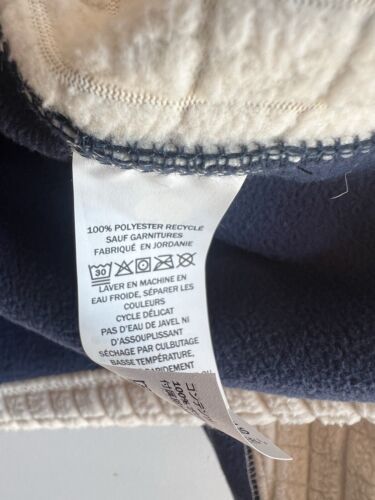 100% POLYESTER RECYCLÉ
SAUF GARNITURES
FABRIQUÉ EN JORDANIE
30
LAVER EN MACHINE EN
EAU FROIDE, SÉPARER LES
COULEURS
CYCLE DÉLICAT
PAS D'EAU DE JAVEL NI
D'ASSOUPLISSANT
SÉCHAGE PAR CULBUTAGE
BASSE TEMPÉRATURE,